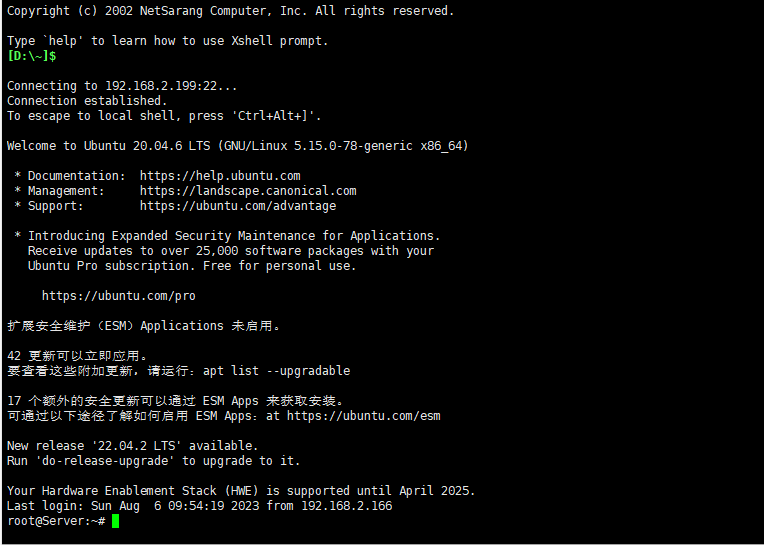 Copyright (c) 2002 NetSarang Computer, Inc. All rights reserved.
Type `help' to learn how to use Xshell prompt.
[D:\~]$
Connecting to 192.168.2.199:22...
Connection established.
To escape to local shell, press 'Ctrl+Alt+]'.
Welcome to Ubuntu 20.04.6 LTS (GNU/Linux 5.15.0-78-generic x86_64)
* Documentation:  https://help.ubuntu.com
* Management:     https://landscape.canonical.com
* Support:        https://ubuntu.com/advantage
* Introducing Expanded Security Maintenance for Applications.
Receive updates to over 25,000 software packages with your
Ubuntu Pro subscription. Free for personal use.
https://ubuntu.com/pro
扩展安全维护（ESM）Applications 未启用。
42 更新可以立即应用。
要查看这些附加更新，请运行：apt list --upgradable
17 个额外的安全更新可以通过 ESM Apps 来获取安装。
可通过以下途径了解如何启用 ESM Apps：at https://ubuntu.com/esm
New release '22.04.2 LTS' available.
Run 'do-release-upgrade' to upgrade to it.
Your Hardware Enablement Stack (HWE) is supported until April 2025.
Last login: Sun Aug  6 09:54:19 2023 from 192.168.2.166
root@Server:~#